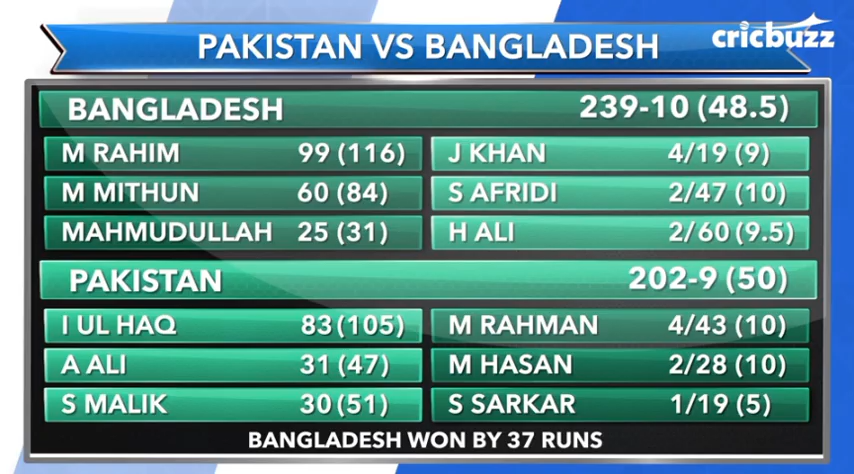 PAKISTAN VS BANGLADESH
cricbuzz
BANGLADESH 239-10 (48.5)
M RAHIM 99 (116) J KHAN 4/19 (9)
M MITHUN 60 (84) S AFRIDI 2/47 (10)
MAHMUDULLAH 25 (31) H ALI 2/60 (9.5)
PAKISTAN 202-9 (50)
I UL HAQ 83 (105) M RAHMAN 4/43 (10)
A ALI 31 (47) M HASAN 2/28 (10)
S MALIK 30 (51) S SARKAR 1/19 (5)
BANGLADESH WON BY 37 RUNS